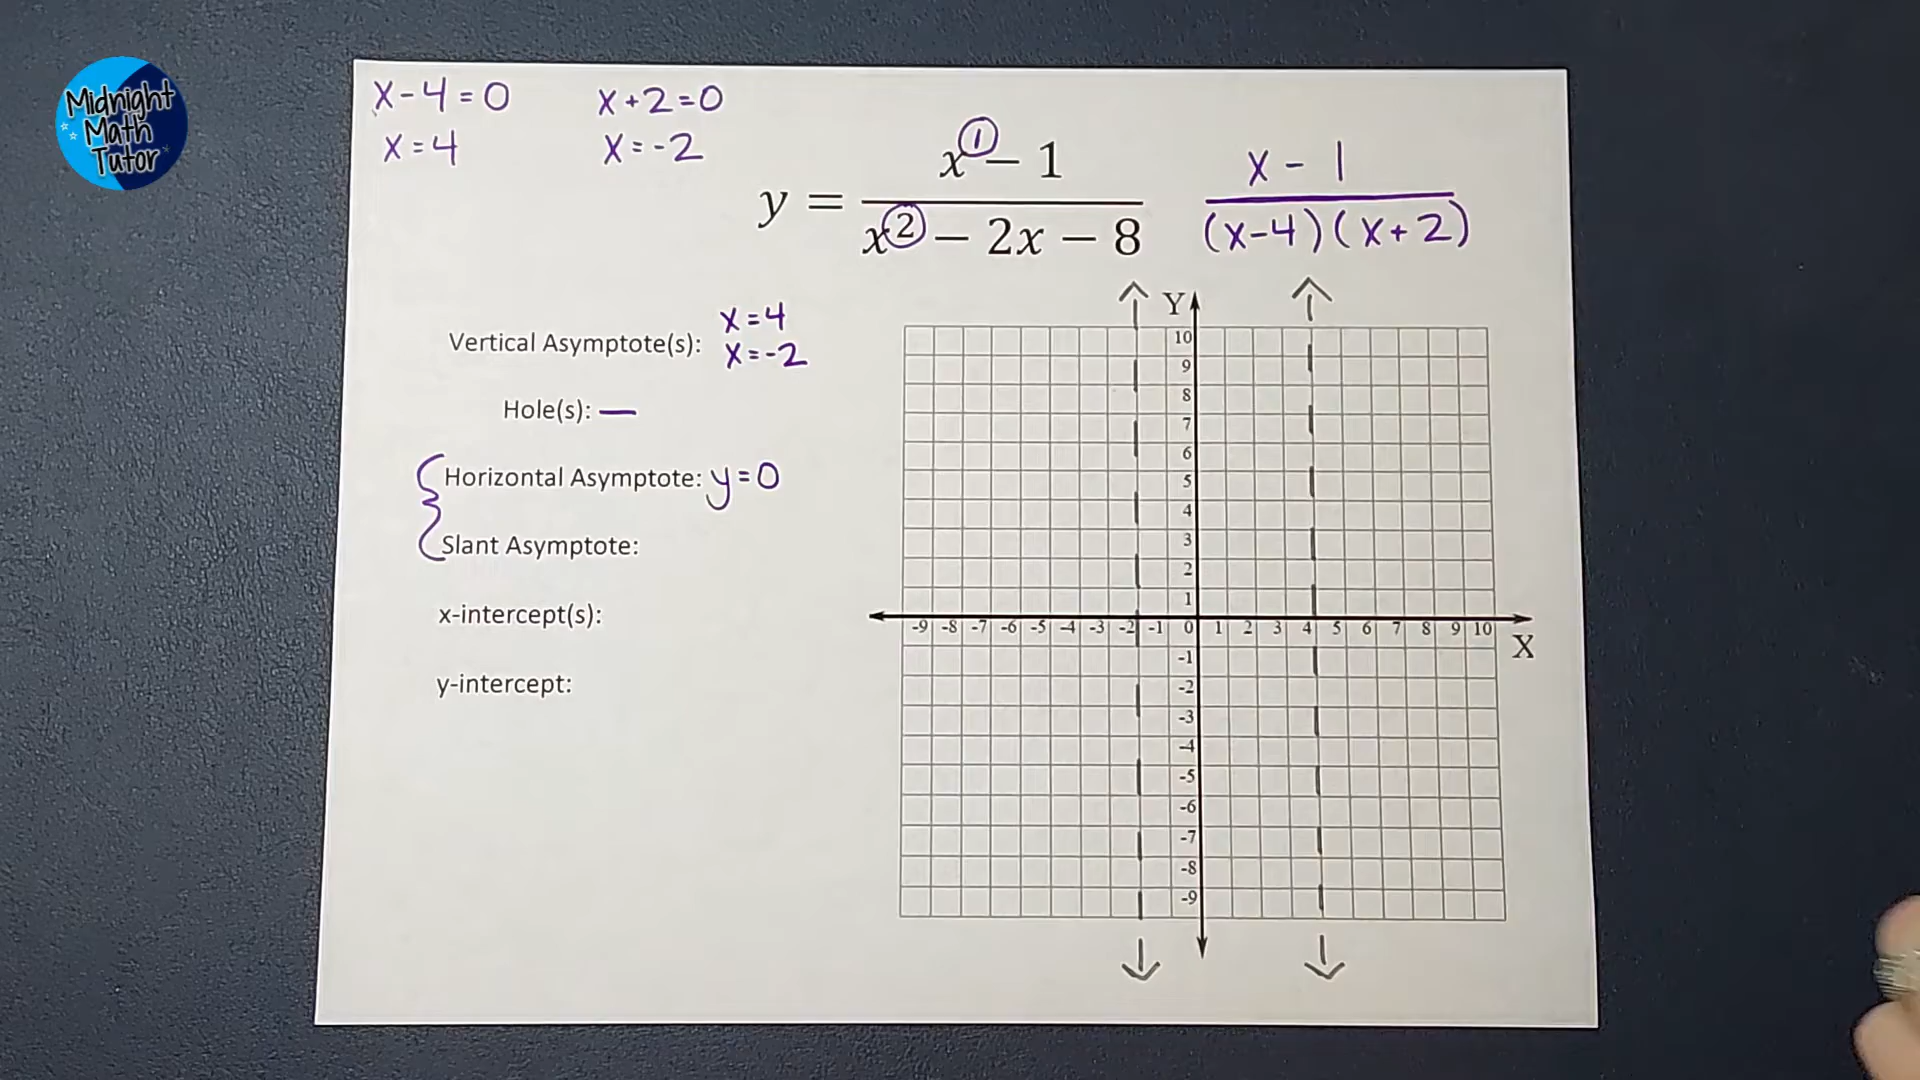 Midnight
Math
Tutor
x-4=0
x=4
x+2=0
x=-2
y = \frac{x^① - 1}{x^② - 2x - 8}
\frac{x-1}{(x-4)(x+2)}
Vertical Asymptote(s): x=4
x=-2
Hole(s): —
Horizontal Asymptote: y=0
Slant Asymptote:
x-intercept(s):
y-intercept:
Y
10
9
8
7
6
5
4
3
2
1
-9 -8 -7 -6 -5 -4 -3 -2 -1 0 1 2 3 4 5 6 7 8 9 10
X
-1
-2
-3
-4
-5
-6
-7
-8
-9